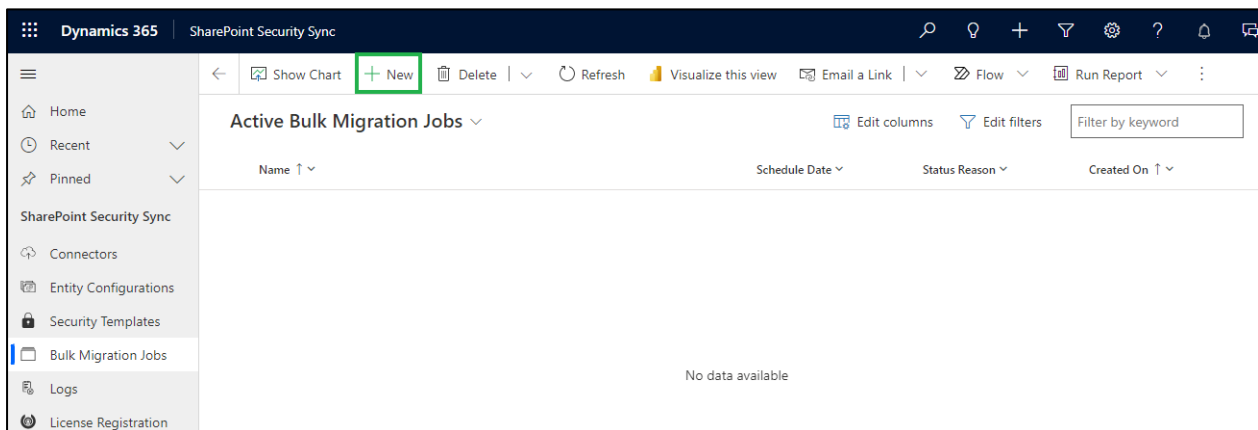 Dynamics 365 SharePoint Security Sync
Show Chart New Delete Refresh Visualize this view Email a Link Flow Run Report
Home
Recent
Pinned
SharePoint Security Sync
Connectors
Entity Configurations
Security Templates
Bulk Migration Jobs
Logs
License Registration
Active Bulk Migration Jobs Edit columns Edit filters Filter by keyword
Name Schedule Date Status Reason Created On
No data available